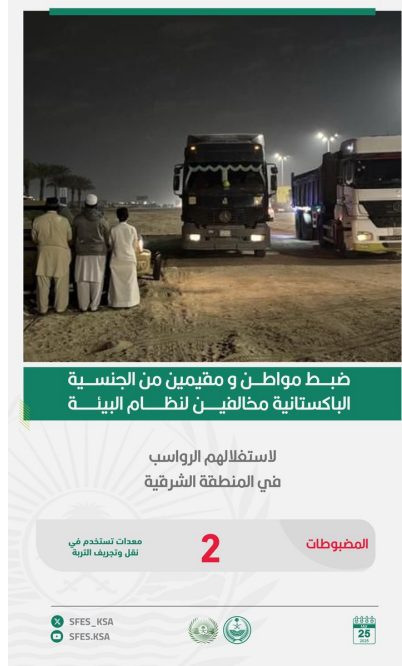 ضبط مواطن و مقيمين من الجنسية
الباكستانية مخالفين لنظام البيئة
لاستغلالهم الرواسب
في المنطقة الشرقية
المضبوطات
2
معدات تستخدم في
نقل وتجريف التربة
SFES_KSA
SFES.KSA
25